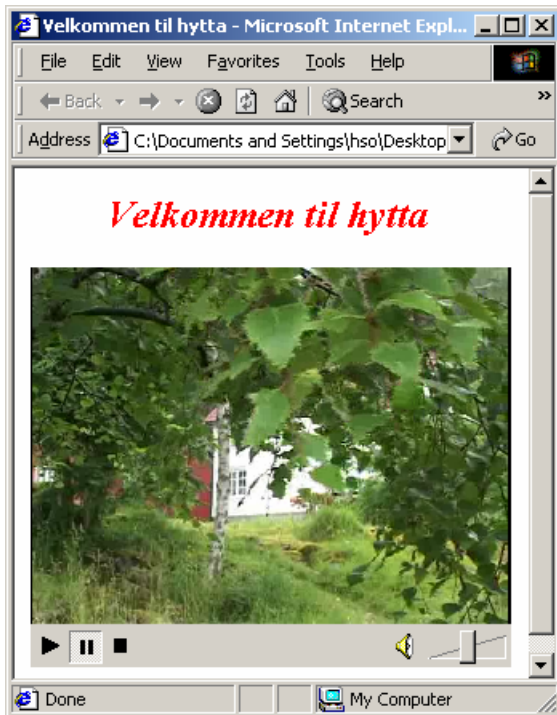 Velkommen til hytta - Microsoft Internet Expl...
File Edit View Favorites Tools Help
Back Search »
Address C:\Documents and Settings\hso\Desktop Go
Velkommen til hytta
Done My Computer